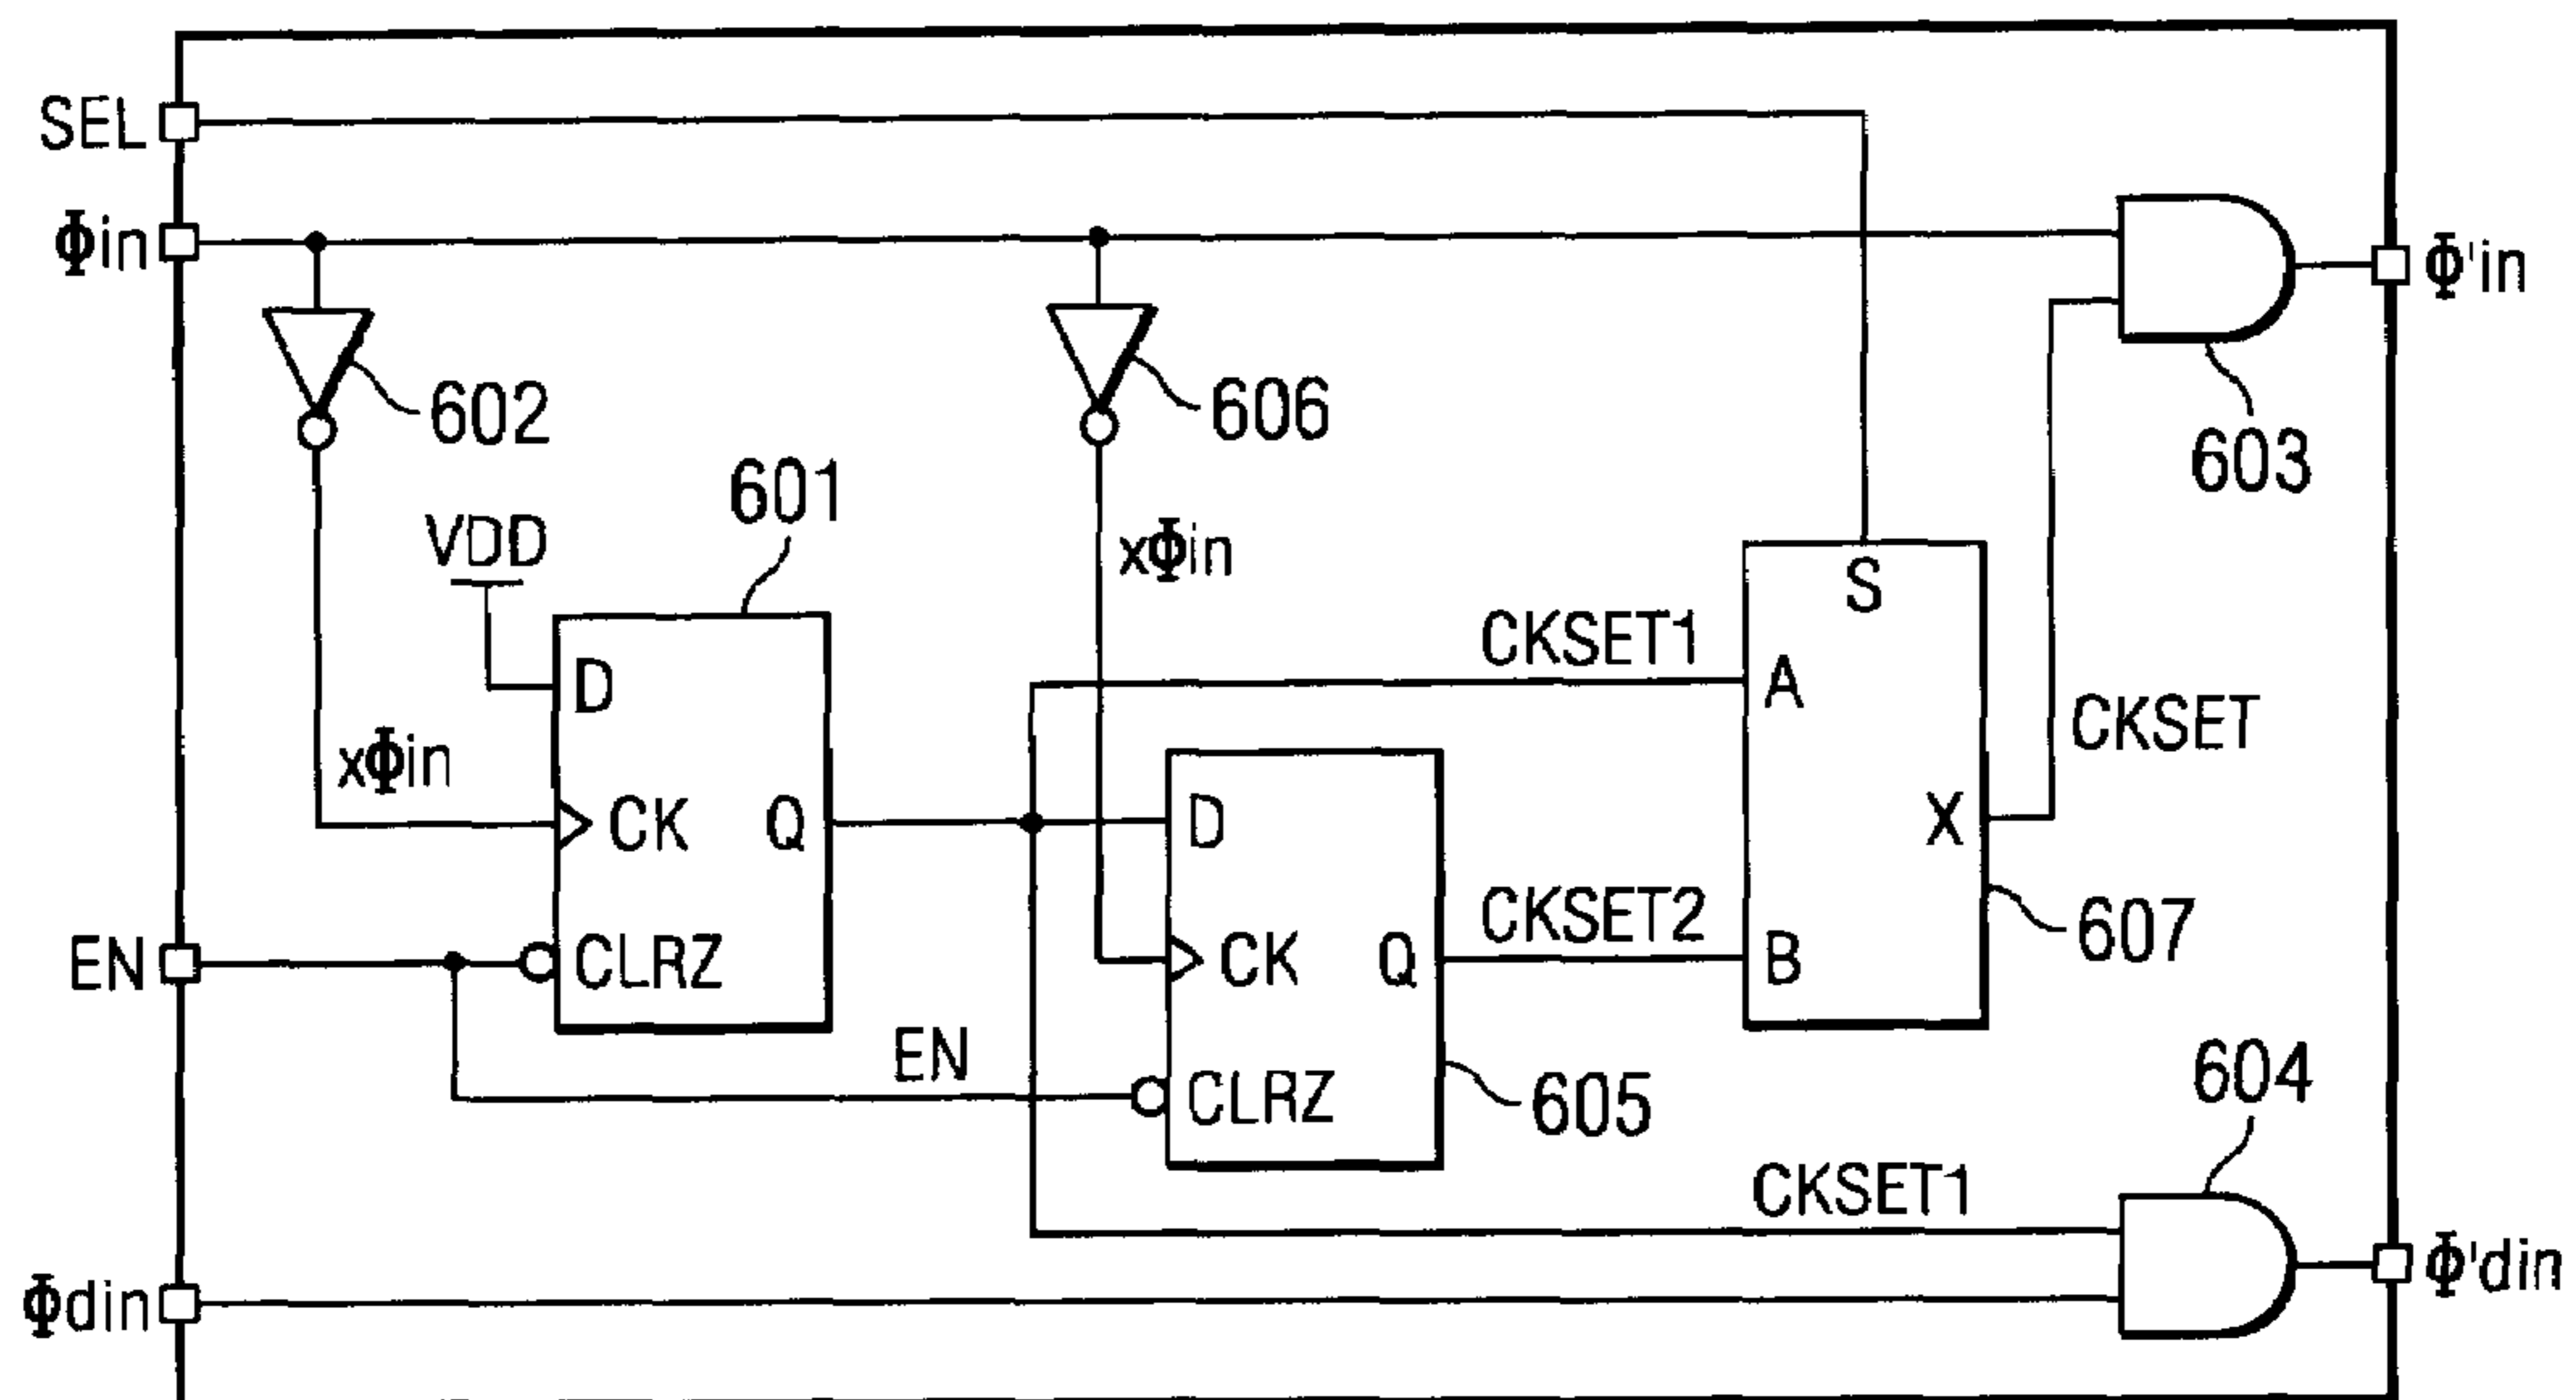 SEL
Φin
Φ'in
602
606
603
601
VDD
xΦin
S
CKSET1
D
A
CKSET
xΦin
CK
Q
D
X
CKSET2
607
EN
CLRZ
CK
Q
B
EN
604
CLRZ
605
CKSET1
Φdin
Φ'din